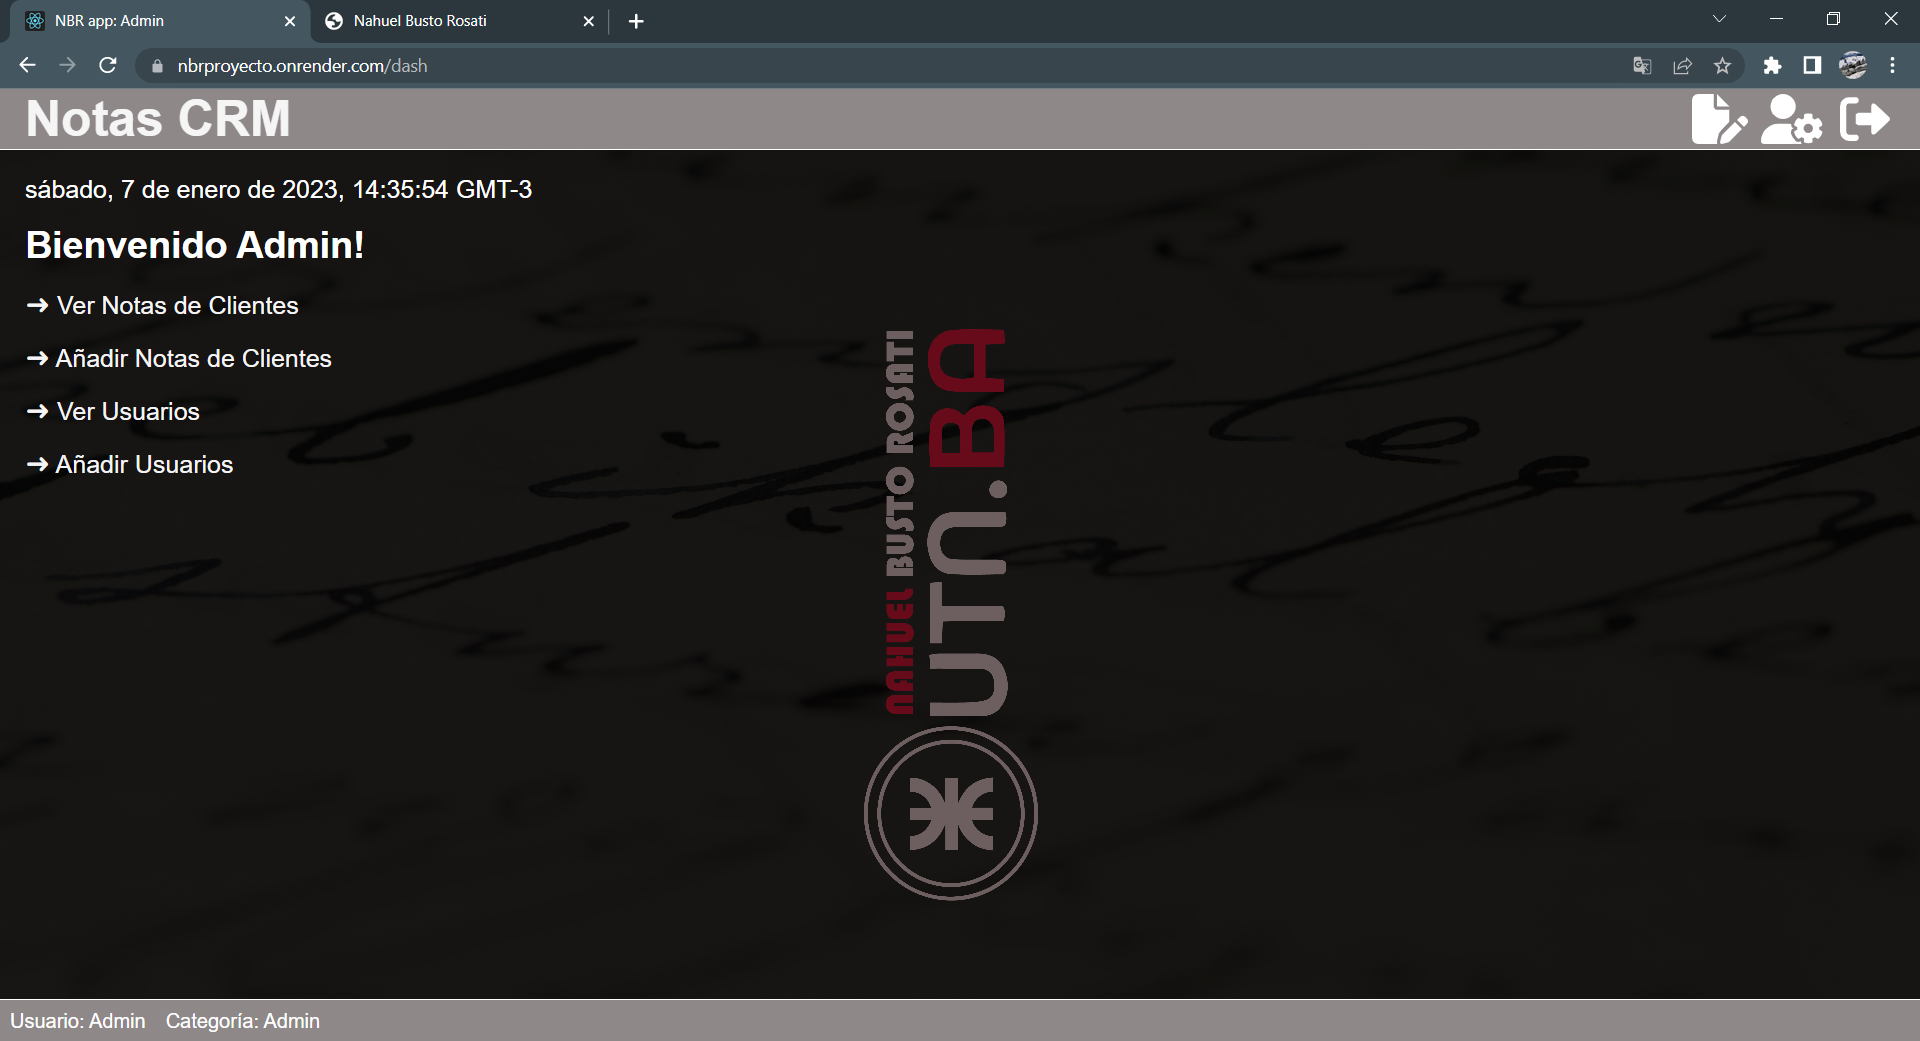 NBR app: Admin
Nahuel Busto Rosati
nbrproyecto.onrender.com/dash
Notas CRM
sábado, 7 de enero de 2023, 14:35:54 GMT-3
Bienvenido Admin!
➜ Ver Notas de Clientes
➜ Añadir Notas de Clientes
➜ Ver Usuarios
➜ Añadir Usuarios
NAHUEL BUSTO ROSATI
UTN.BA
Usuario: Admin Categoría: Admin